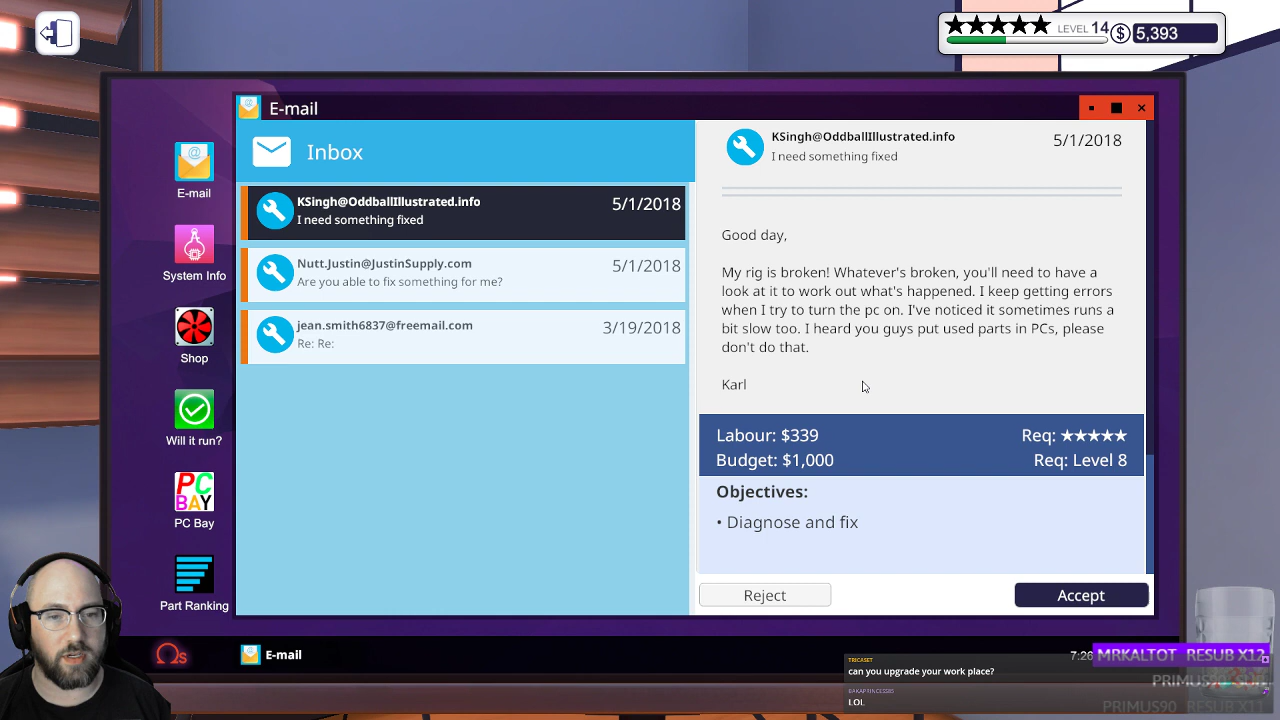 LEVEL 14
$ 5,393
E-mail
Inbox
KSingh@OddballIllustrated.info
I need something fixed
5/1/2018
Nutt.Justin@JustinSupply.com
Are you able to fix something for me?
5/1/2018
jean.smith6837@freemail.com
Re: Re:
3/19/2018
KSingh@OddballIllustrated.info
I need something fixed
5/1/2018
Good day,
My rig is broken! Whatever's broken, you'll need to have a
look at it to work out what's happened. I keep getting errors
when I try to turn the pc on. I've noticed it sometimes runs a
bit slow too. I heard you guys put used parts in PCs, please
don't do that.
Karl
Labour: $339
Req: ★★★★★
Budget: $1,000
Req: Level 8
Objectives:
• Diagnose and fix
Reject
Accept
E-mail
System Info
Shop
Will it run?
PC BAY
PC Bay
Part Ranking
Os
E-mail
7:26
MRKALTOT RESUB X12
TRICASET
can you upgrade your work place?
LOL
PRIMUS90
PRIMUS90 RESUB X11